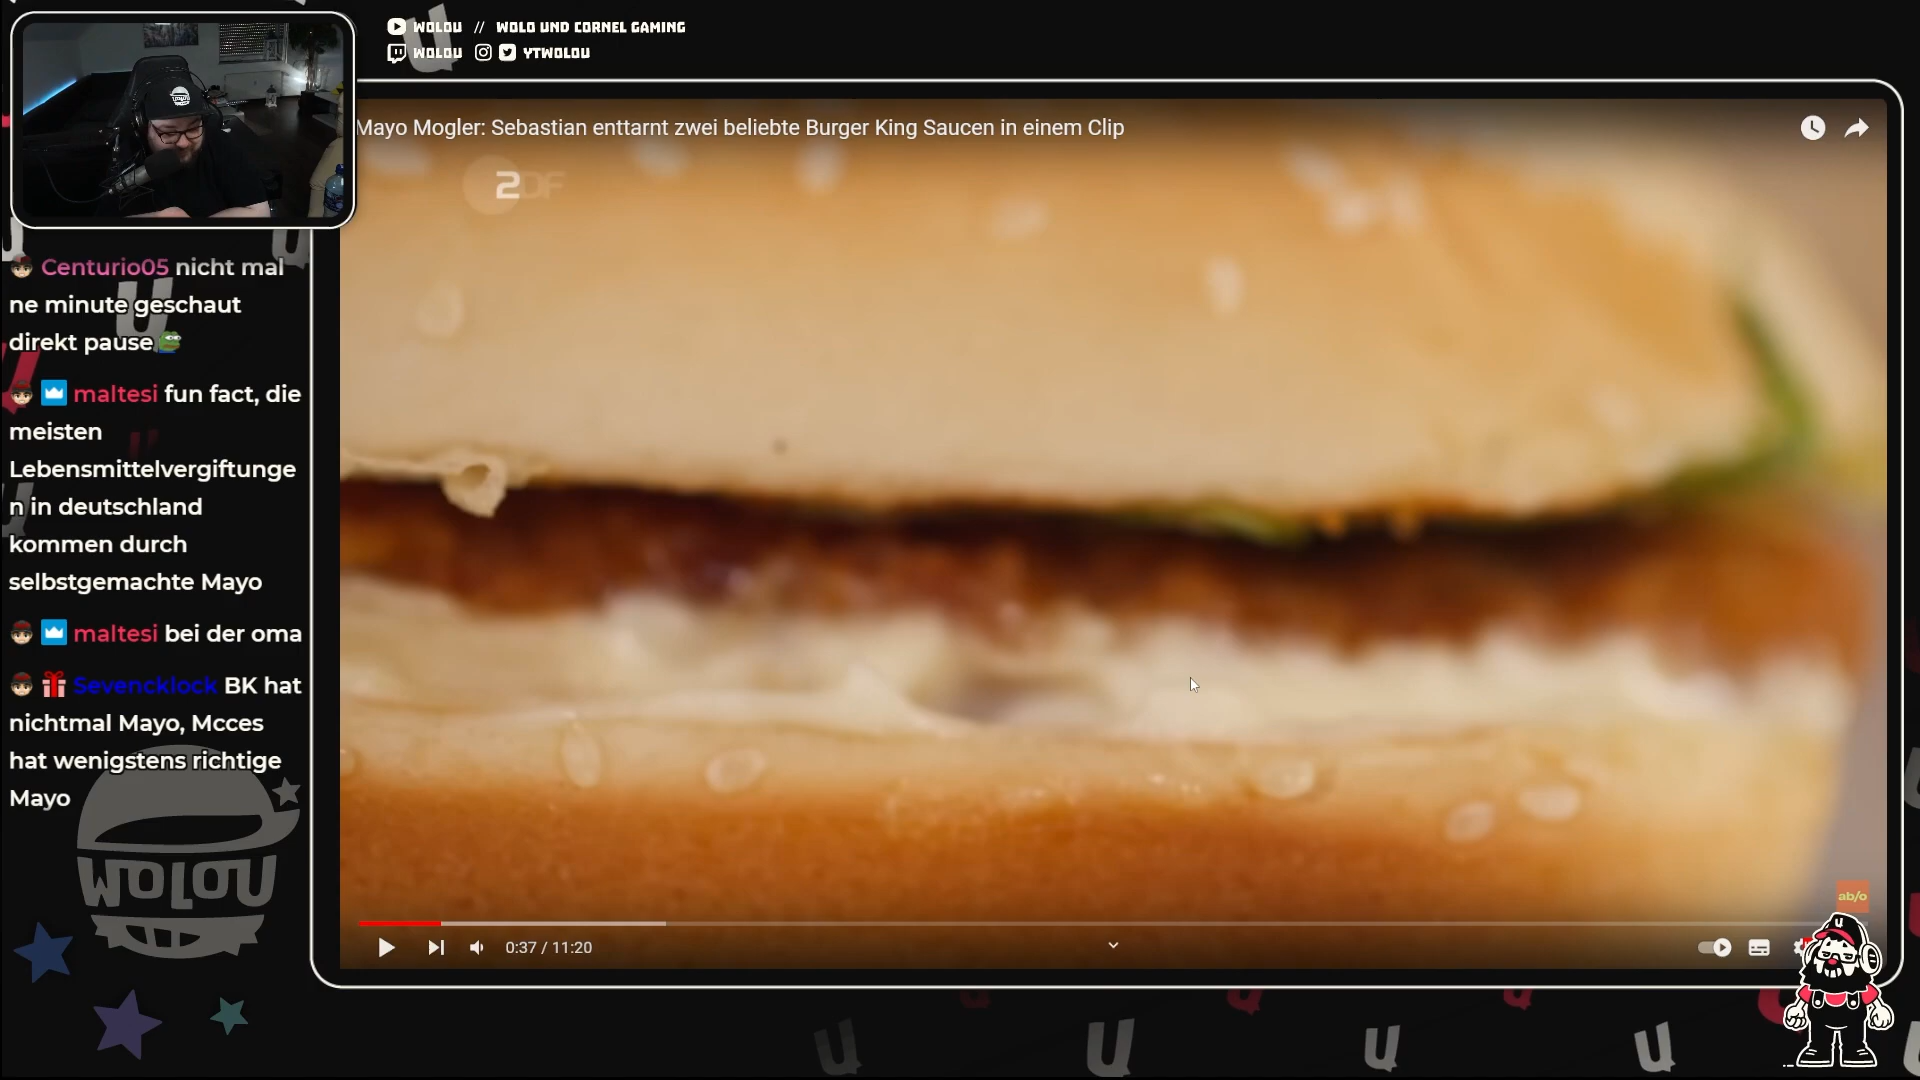 WOLOU // WOLO UND CORNEL GAMING
WOLOU YTWOLOU
Mayo Mogler: Sebastian enttarnt zwei beliebte Burger King Saucen in einem Clip
2DF
Centurio05 nicht mal
ne minute geschaut
direkt pause
maltesi fun fact, die
meisten
Lebensmittelvergiftunge
n in deutschland
kommen durch
selbstgemachte Mayo
maltesi bei der oma
Sevencklock BK hat
nichtmal Mayo, Mcces
hat wenigstens richtige
Mayo
WOLOU
ab/o
0:37 / 11:20